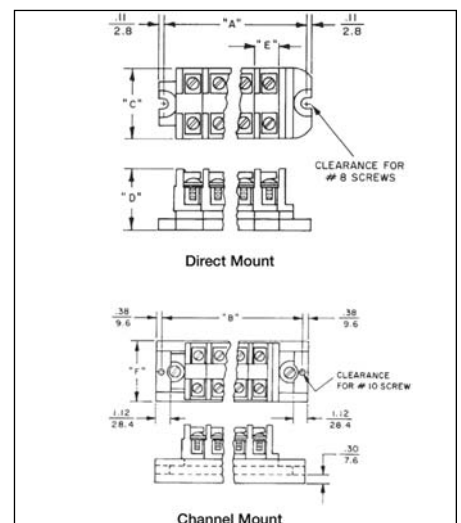 .11 "A" .11
2.8 "E" 2.8
"C"
CLEARANCE FOR
# 8 SCREWS
"D"
Direct Mount
.38 "B" .38
9.6 9.6
"F"
CLEARANCE
FOR # 10 SCREW
1.12 1.12
28.4 28.4
.30
7.6
Channel Mount